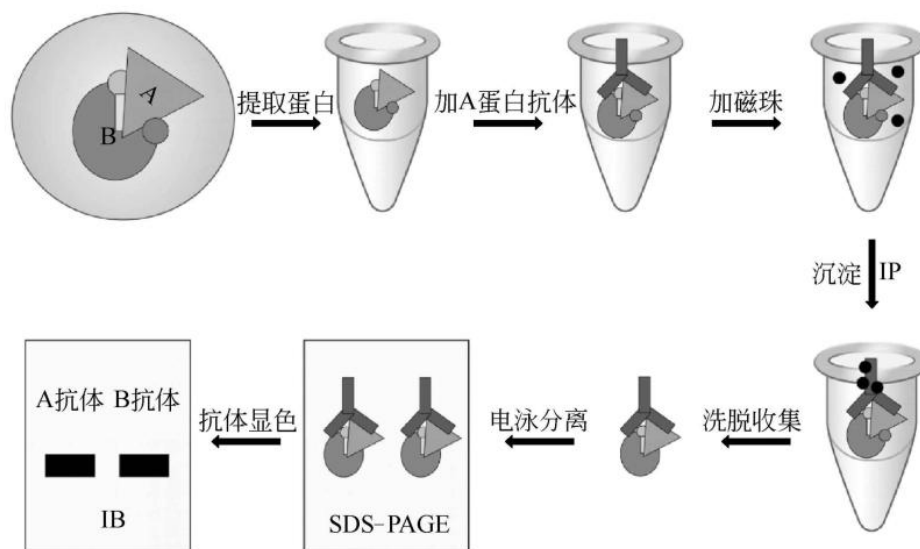 A
B
提取蛋白
加A蛋白抗体
加磁珠
沉淀 IP
洗脱收集
电泳分离
SDS-PAGE
抗体显色
A抗体 B抗体
IB